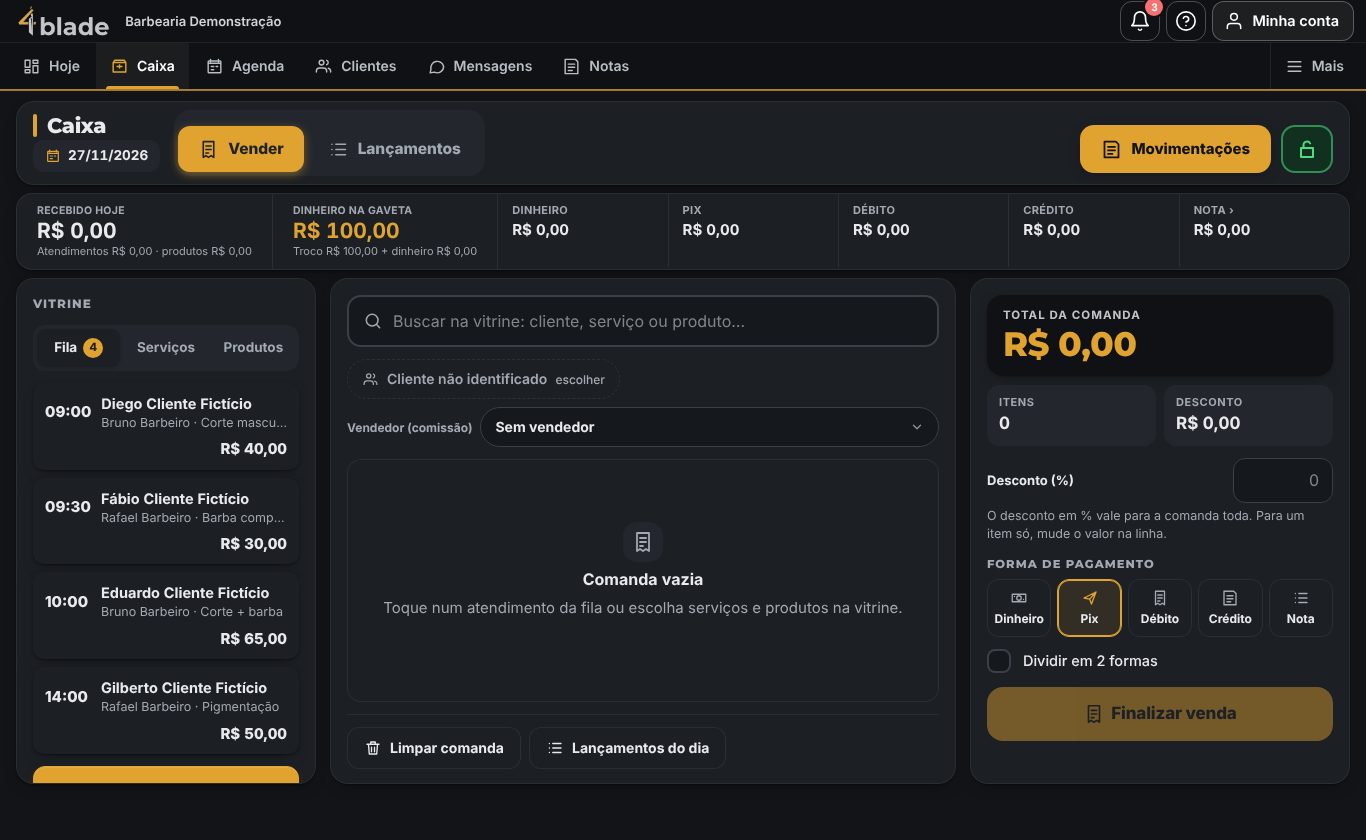 4blade
Barbearia Demonstração
3
Minha conta
Hoje
Caixa
Agenda
Clientes
Mensagens
Notas
Mais
Caixa
27/11/2026
Vender
Lançamentos
Movimentações
RECEBIDO HOJE
R$ 0,00
Atendimentos R$ 0,00 · produtos R$ 0,00
DINHEIRO NA GAVETA
R$ 100,00
Troco R$ 100,00 + dinheiro R$ 0,00
DINHEIRO
R$ 0,00
PIX
R$ 0,00
DÉBITO
R$ 0,00
CRÉDITO
R$ 0,00
NOTA ›
R$ 0,00
VITRINE
Fila 4
Serviços
Produtos
09:00
Diego Cliente Fictício
Bruno Barbeiro · Corte mascu...
R$ 40,00
09:30
Fábio Cliente Fictício
Rafael Barbeiro · Barba comp...
R$ 30,00
10:00
Eduardo Cliente Fictício
Bruno Barbeiro · Corte + barba
R$ 65,00
14:00
Gilberto Cliente Fictício
Rafael Barbeiro · Pigmentação
R$ 50,00
Buscar na vitrine: cliente, serviço ou produto...
Cliente não identificado escolher
Vendedor (comissão)
Sem vendedor
Comanda vazia
Toque num atendimento da fila ou escolha serviços e produtos na vitrine.
Limpar comanda
Lançamentos do dia
TOTAL DA COMANDA
R$ 0,00
ITENS
0
DESCONTO
R$ 0,00
Desconto (%)
0
O desconto em % vale para a comanda toda. Para um
item só, mude o valor na linha.
FORMA DE PAGAMENTO
Dinheiro
Pix
Débito
Crédito
Nota
Dividir em 2 formas
Finalizar venda